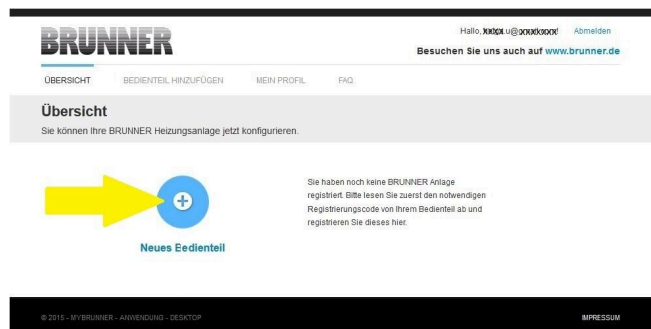 BRUNNER
Hallo, Abmelden
Besuchen Sie uns auch auf www.brunner.de
ÜBERSICHT BEDIENTEIL HINZUFÜGEN MEIN PROFIL FAQ
Übersicht
Sie können Ihre BRUNNER Heizungsanlage jetzt konfigurieren.
Sie haben noch keine BRUNNER Anlage
registriert. Bitte lesen Sie zuerst den notwendigen
Registrierungscode von Ihrem Bedienteil ab und
registrieren Sie dieses hier.
Neues Bedienteil
© 2015 - MYBRUNNER - ANWENDUNG - DESKTOP
IMPRESSUM